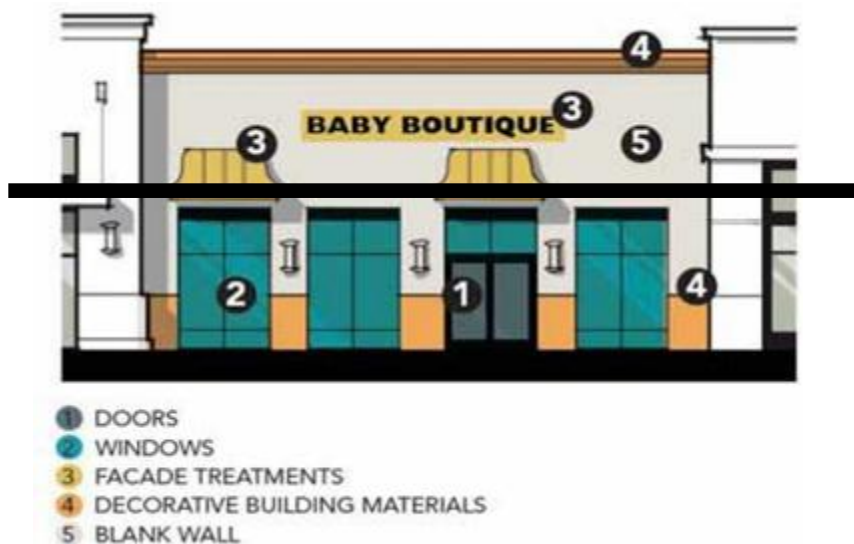 4
3
BABY BOUTIQUE
3
5
2
1
4
1 DOORS
2 WINDOWS
3 FACADE TREATMENTS
4 DECORATIVE BUILDING MATERIALS
5 BLANK WALL